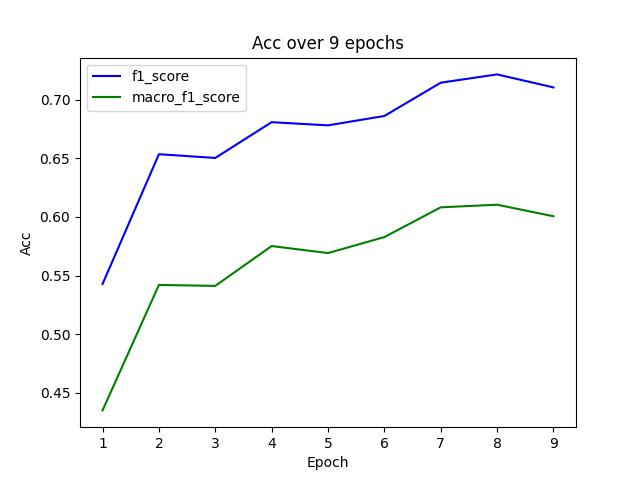 Acc over 9 epochs
f1_score
macro_f1_score
0.70
0.65
0.60
0.55
0.50
0.45
Acc
1 2 3 4 5 6 7 8 9
Epoch